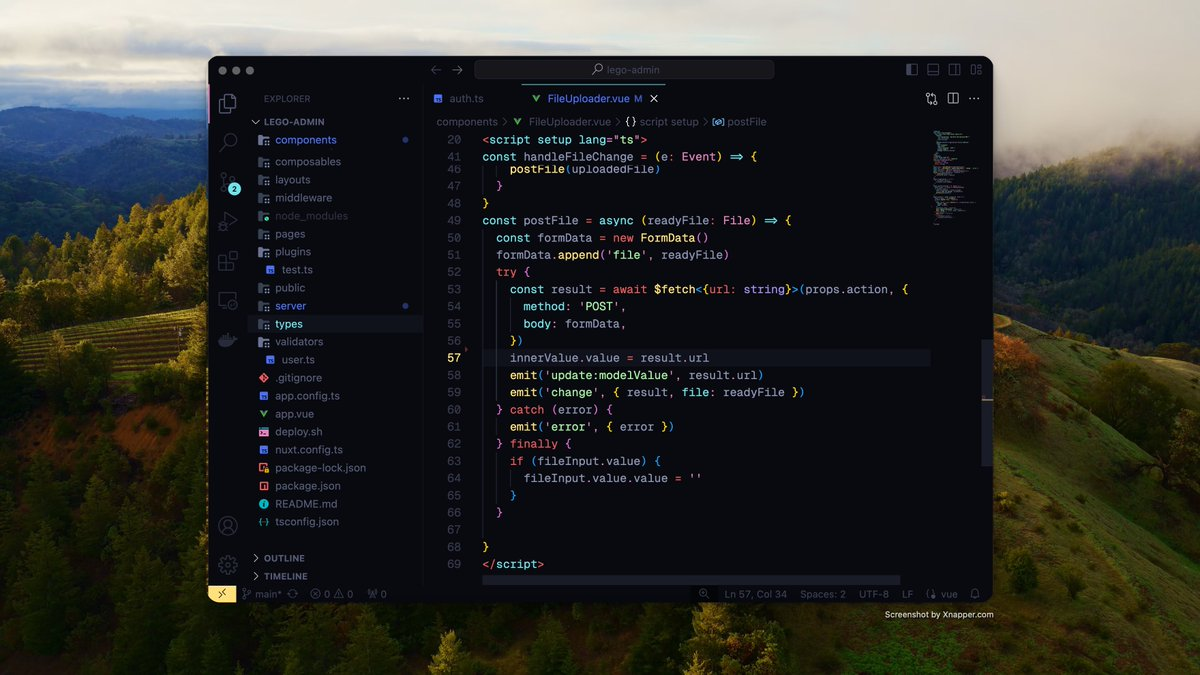 lego-admin
EXPLORER
LEGO-ADMIN
components
composables
layouts
middleware
node_modules
pages
plugins
test.ts
public
server
types
validators
user.ts
.gitignore
app.config.ts
app.vue
deploy.sh
nuxt.config.ts
package-lock.json
package.json
README.md
tsconfig.json
OUTLINE
TIMELINE
2
auth.ts
FileUploader.vue M
components > FileUploader.vue > {} script setup > postFile
20 <script setup lang="ts">
41 const handleFileChange = (e: Event) => {
46 postFile(uploadedFile)
47 }
48 }
49 const postFile = async (readyFile: File) => {
50 const formData = new FormData()
51 formData.append('file', readyFile)
52 try {
53 const result = await $fetch<{url: string}>(props.action, {
54 method: 'POST',
55 body: formData,
56 })
57 innerValue.value = result.url
58 emit('update:modelValue', result.url)
59 emit('change', { result, file: readyFile })
60 } catch (error) {
61 emit('error', { error })
62 } finally {
63 if (fileInput.value) {
64 fileInput.value.value = ''
65 }
66 }
67
68 }
69 </script>
main* 0 0 0 Ln 57, Col 34 Spaces: 2 UTF-8 LF vue
Screenshot by Xnapper.com